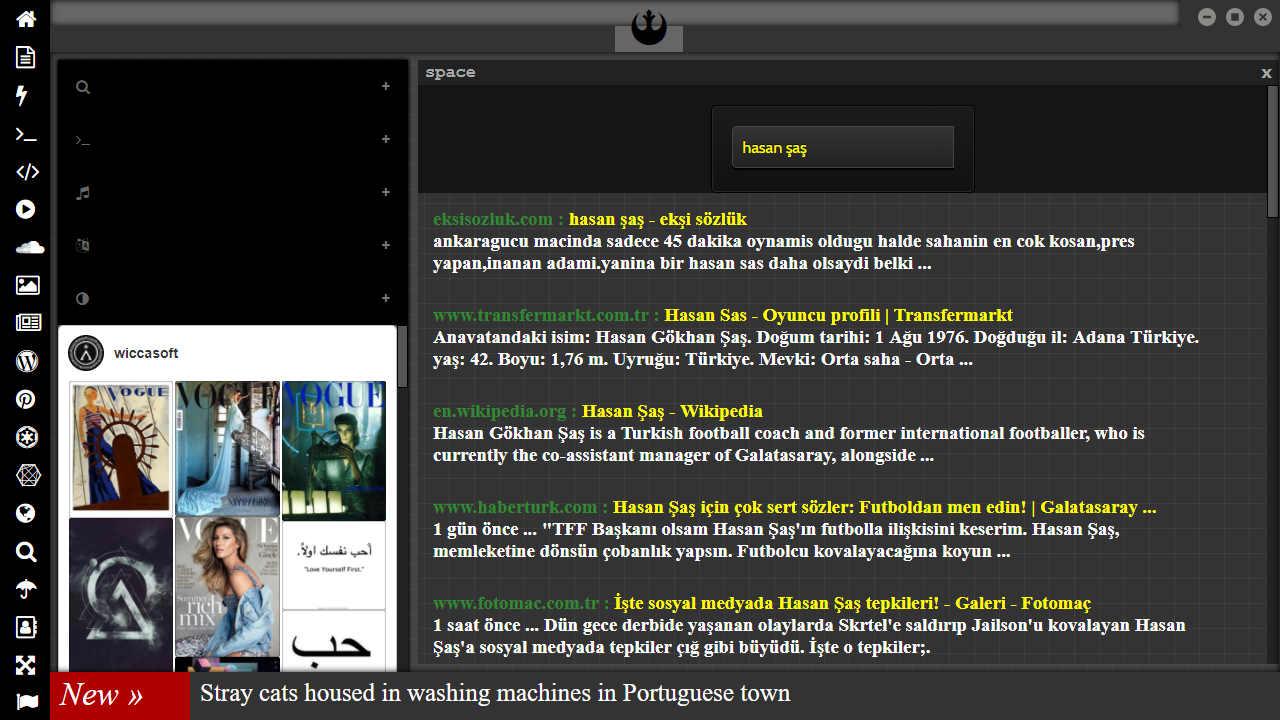 space
x
hasan şaş
eksisozluk.com : hasan şaş - ekşi sözlük
ankaragucu macinda sadece 45 dakika oynamis oldugu halde sahanin en cok kosan,pres
yapan,inanan adami.yanina bir hasan sas daha olsaydi belki ...
www.transfermarkt.com.tr : Hasan Sas - Oyuncu profili | Transfermarkt
Anavatandaki isim: Hasan Gökhan Şaş. Doğum tarihi: 1 Ağu 1976. Doğduğu il: Adana Türkiye.
yaş: 42. Boyu: 1,76 m. Uyruğu: Türkiye. Mevki: Orta saha - Orta ...
en.wikipedia.org : Hasan Şaş - Wikipedia
Hasan Gökhan Şaş is a Turkish football coach and former international footballer, who is
currently the co-assistant manager of Galatasaray, alongside ...
www.haberturk.com : Hasan Şaş için çok sert sözler: Futboldan men edin! | Galatasaray ...
1 gün önce ... "TFF Başkanı olsam Hasan Şaş'ın futbolla ilişkisini keserim. Hasan Şaş,
memleketine dönsün çobanlık yapsın. Futbolcu kovalayacağına koyun ...
www.fotomac.com.tr : İşte sosyal medyada Hasan Şaş tepkileri! - Galeri - Fotomaç
1 saat önce ... Dün gece derbide yaşanan olaylarda Skrtel'e saldırıp Jailson'u kovalayan Hasan
Şaş'a sosyal medyada tepkiler çığ gibi büyüdü. İşte o tepkiler;.
wiccasoft
VOGUE
VOGUE
VOGUE
VOGUE
Summer's
rich
mix
أحب نفسك اولاً.
"Love Yourself First."
حب
New »
Stray cats housed in washing machines in Portuguese town